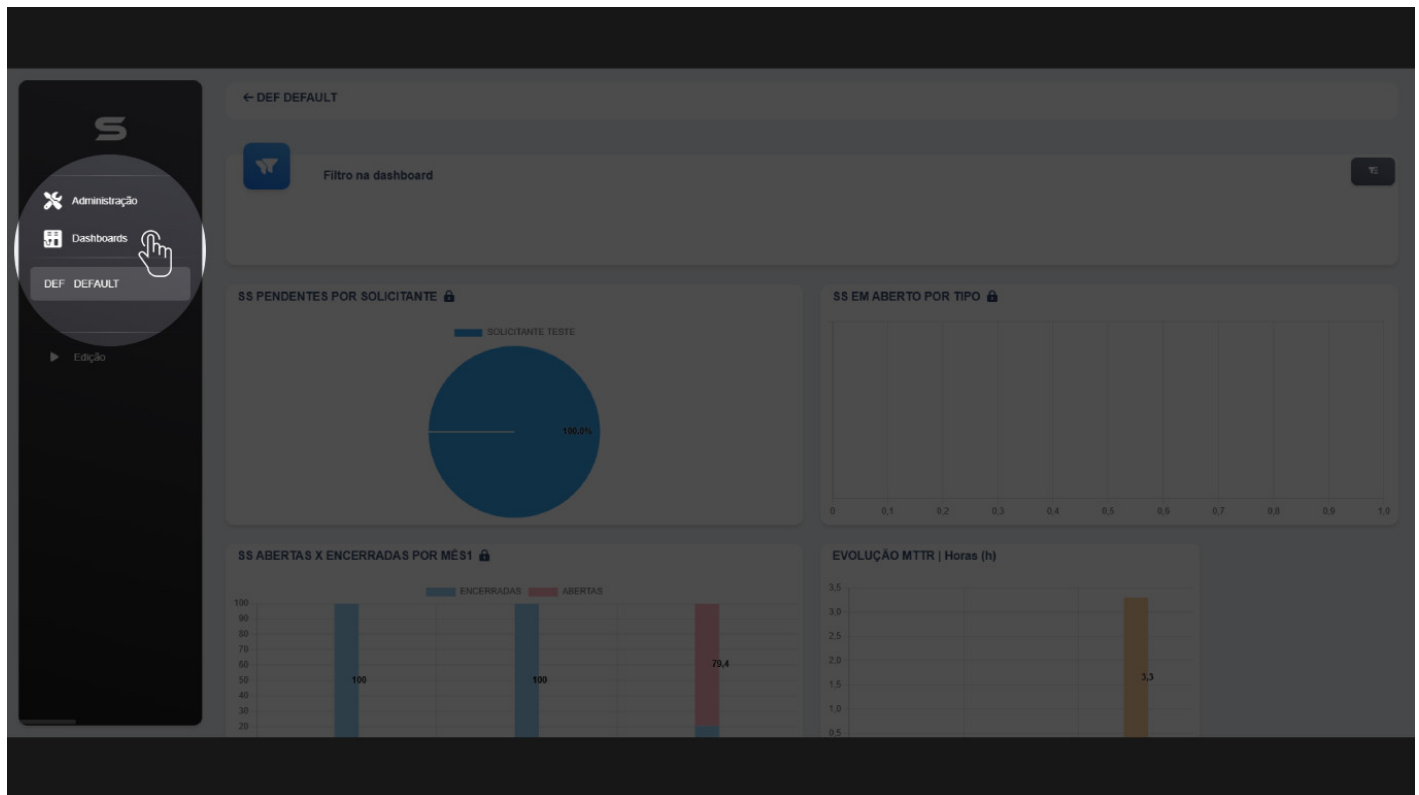 ← DEF DEFAULT
S
Administração
Dashboards
DEF DEFAULT
Edição
Filtro na dashboard
SS PENDENTES POR SOLICITANTE
SOLICITANTE TESTE
100.0%
SS EM ABERTO POR TIPO
0 0,1 0,2 0,3 0,4 0,5 0,6 0,7 0,8 0,9 1,0
SS ABERTAS X ENCERRADAS POR MÊS1
ENCERRADAS ABERTAS
100
90
80
70
60
50
40
30
20
100 100 79,4
EVOLUÇÃO MTTR | Horas (h)
3,5
3,0
2,5
2,0
1,5
1,0
0,5
3,3